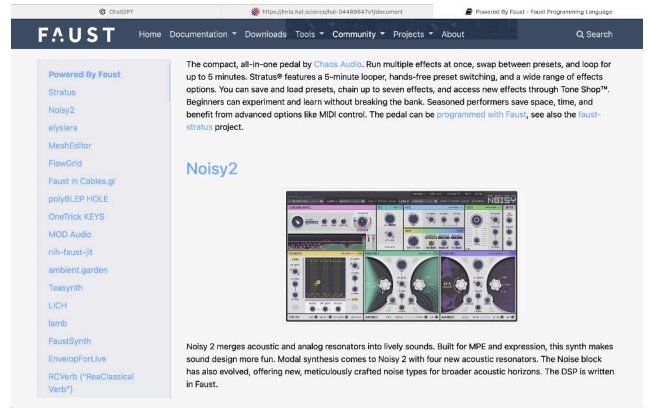 ChatGPT
https://inria.hal.science/hal-04489647v1/document
Powered By Faust - Faust Programming Language
FAUST
Home Documentation Downloads Tools Community Projects About
Search
Powered By Faust
Stratus
Noisy2
elysiera
MeshEditor
FlowGrid
Faust in Cables.gl
polyBLEP HOLE
OneTrick KEYS
MOD Audio
nih-faust-jit
ambient.garden
Teasynth
LICH
lamb
FaustSynth
EnvelopForLive
RCVerb ("ReaClassical
Verb")
The compact, all-in-one pedal by Chaos Audio. Run multiple effects at once, swap between presets, and loop for
up to 5 minutes. Stratus® features a 5-minute looper, hands-free preset switching, and a wide range of effects
options. You can save and load presets, chain up to seven effects, and access new effects through Tone Shop™.
Beginners can experiment and learn without breaking the bank. Seasoned performers save space, time, and
benefit from advanced options like MIDI control. The pedal can be programmed with Faust, see also the faust-
stratus project.
Noisy2
NOISY
Noisy 2 merges acoustic and analog resonators into lively sounds. Built for MPE and expression, this synth makes
sound design more fun. Modal synthesis comes to Noisy 2 with four new acoustic resonators. The Noise block
has also evolved, offering new, meticulously crafted noise types for broader acoustic horizons. The DSP is written
in Faust.